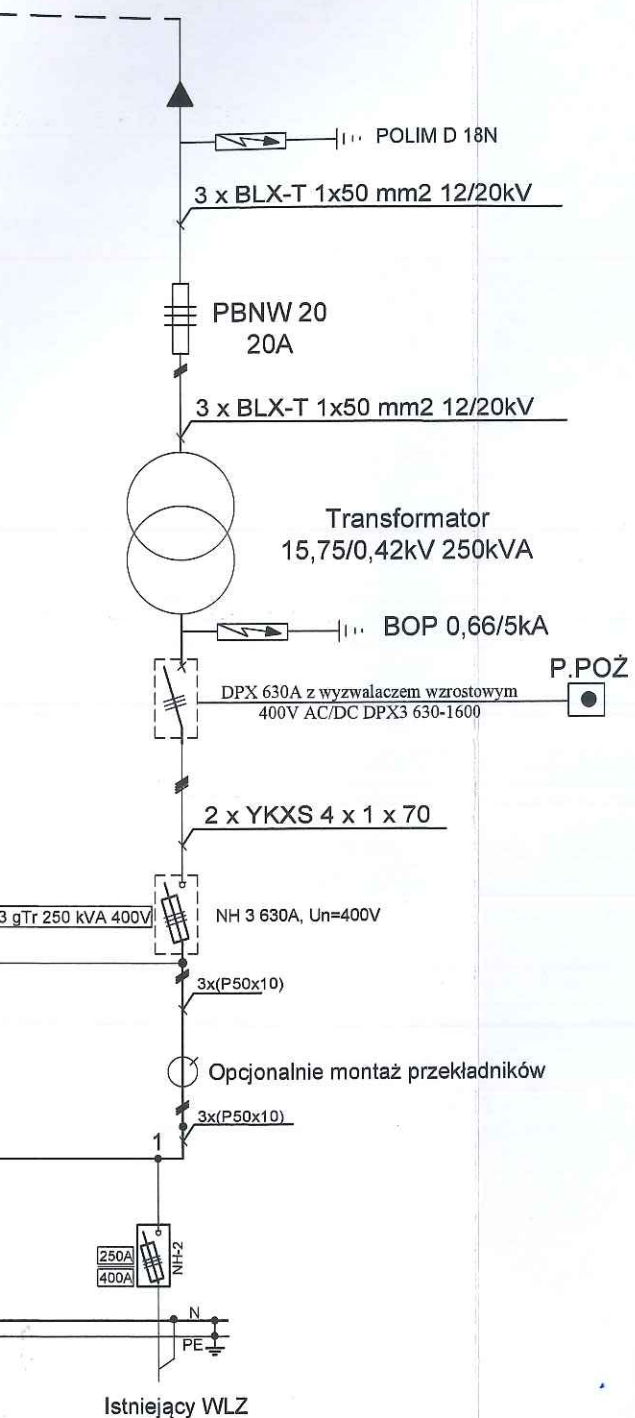 POLIM D 18N
3 x BLX-T 1x50 mm2 12/20kV
PBNW 20
20A
3 x BLX-T 1x50 mm2 12/20kV
Transformator
15,75/0,42kV 250kVA
BOP 0,66/5kA
P.POŻ
DPX 630A z wyzwalaczem wzrostowym
400V AC/DC DPX3 630-1600
2 x YKXS 4 x 1 x 70
3 gTr 250 kVA 400V
NH 3 630A, Un=400V
3x(P50x10)
Opcjonalnie montaż przekładników
3x(P50x10)
1
250A
400A
NH-2
N
PE
Istniejący WLZ